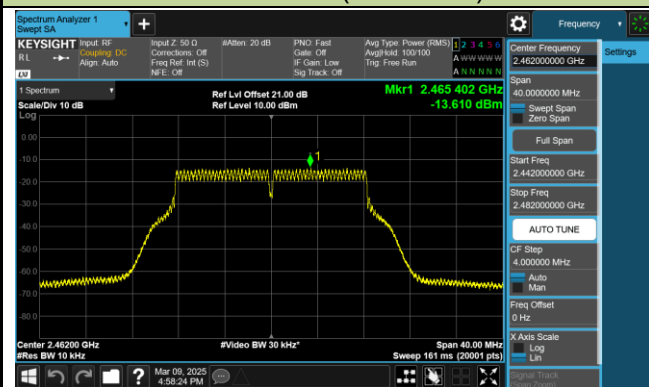 Spectrum Analyzer 1
Swept SA
+
Frequency
KEYSIGHT
RL
LXI
Input: RF
Coupling: DC
Align: Auto
Input Z: 50 Ω
Corrections: Off
Freq Ref: Int (S)
NFE: Off
#Atten: 20 dB
PNO: Fast
Gate: Off
IF Gain: Low
Sig Track: Off
Avg Type: Power (RMS)
Avg|Hold: 100/100
Trig: Free Run
1 2 3 4 5 6
A W W W W W
A N N N N N
1 Spectrum
Scale/Div 10 dB
Log
Ref Lvl Offset 21.00 dB
Ref Level 10.00 dBm
Mkr1 2.465 402 GHz
-13.610 dBm
0.00
-10.0
-20.0
-30.0
-40.0
-50.0
-60.0
-70.0
-80.0
1
Center 2.46200 GHz
#Res BW 10 kHz
#Video BW 30 kHz*
Span 40.00 MHz
Sweep 161 ms (20001 pts)
Mar 09, 2025
4:58:24 PM
Center Frequency
2.462000000 GHz
Settings
Span
40.0000000 MHz
Swept Span
Zero Span
Full Span
Start Freq
2.442000000 GHz
Stop Freq
2.482000000 GHz
AUTO TUNE
CF Step
4.000000 MHz
Auto
Man
Freq Offset
0 Hz
X Axis Scale
Log
Lin
Signal Track
(Span Zoom)